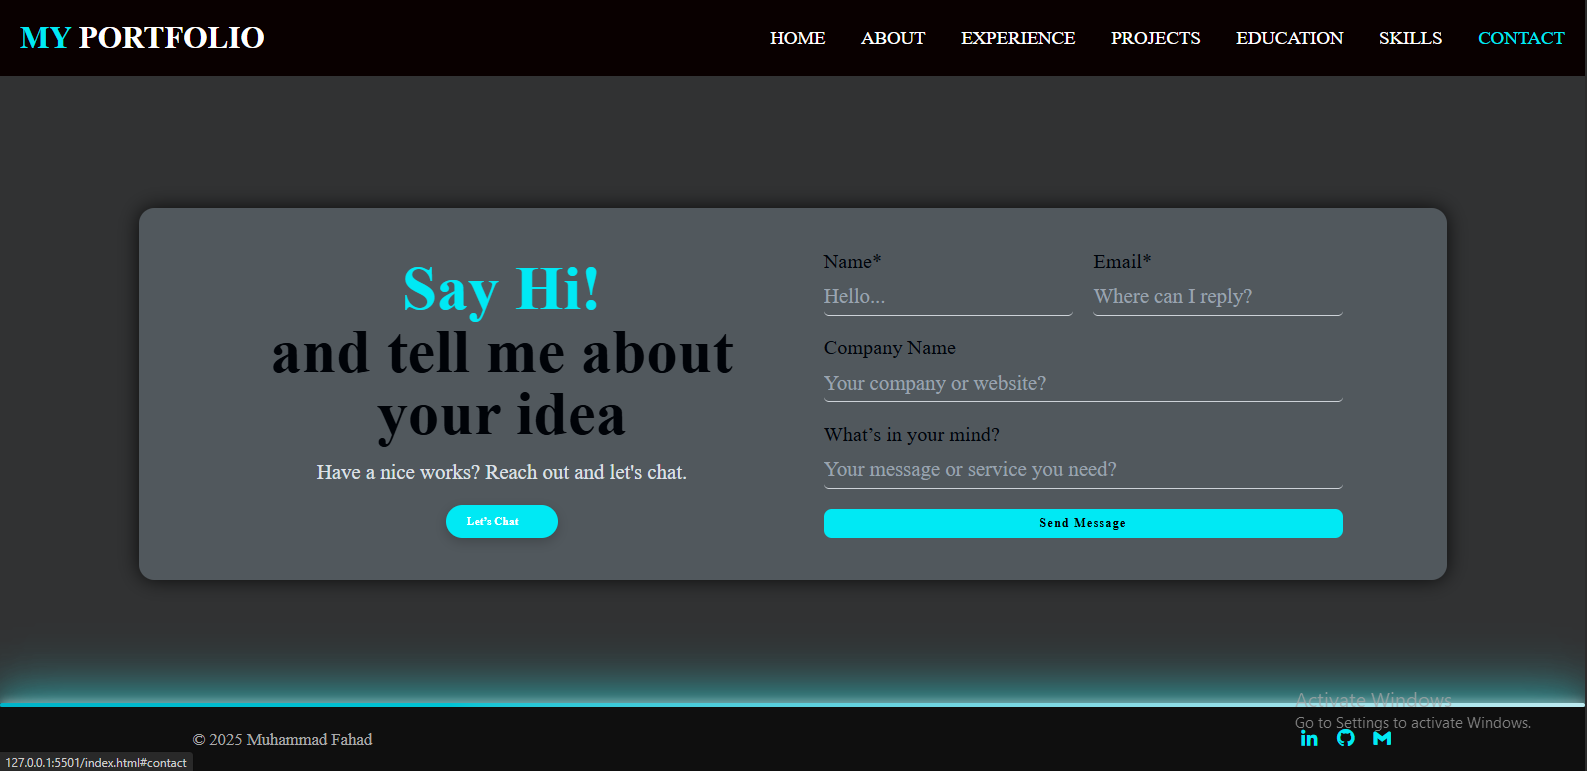 MY PORTFOLIO
HOME ABOUT EXPERIENCE PROJECTS EDUCATION SKILLS CONTACT
Say Hi!
and tell me about
your idea
Have a nice works? Reach out and let's chat.
Let's Chat
Name* Email*
Hello... Where can I reply?
Company Name
Your company or website?
What’s in your mind?
Your message or service you need?
Send Message
Activate Windows
Go to Settings to activate Windows.
© 2025 Muhammad Fahad
127.0.0.1:5501/index.html#contact